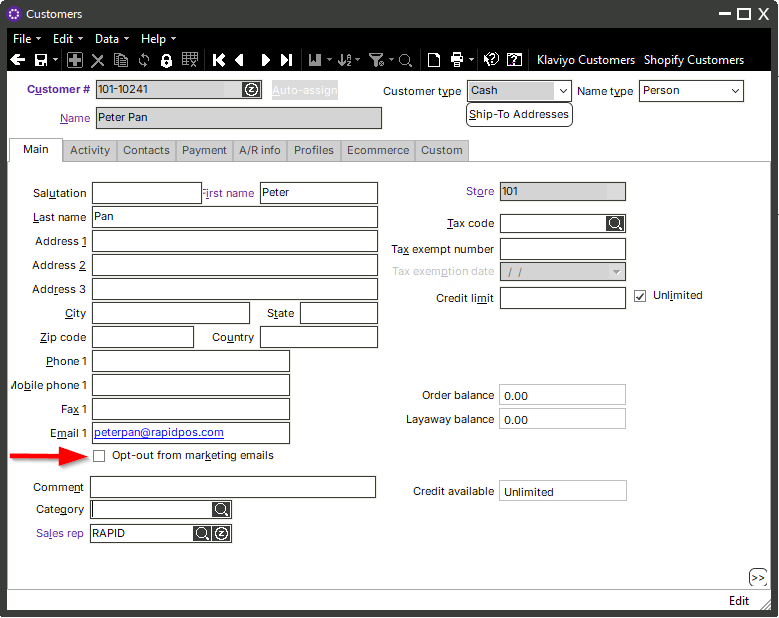 Customers
File Edit Data Help
Klaviyo Customers Shopify Customers
Customer # 101-10241 Auto-assign Customer type Cash Name type Person
Name Peter Pan Ship-To Addresses
Main Activity Contacts Payment A/R info Profiles Ecommerce Custom
Salutation First name Peter Store 101
Last name Pan Tax code
Address 1 Tax exempt number
Address 2 Tax exemption date / /
Address 3 Credit limit Unlimited
City State
Zip code Country
Phone 1
Mobile phone 1 Order balance 0.00
Fax 1 Layaway balance 0.00
Email 1 peterpan@rapidpos.com
Opt-out from marketing emails
Comment Credit available Unlimited
Category
Sales rep RAPID
>>
Edit